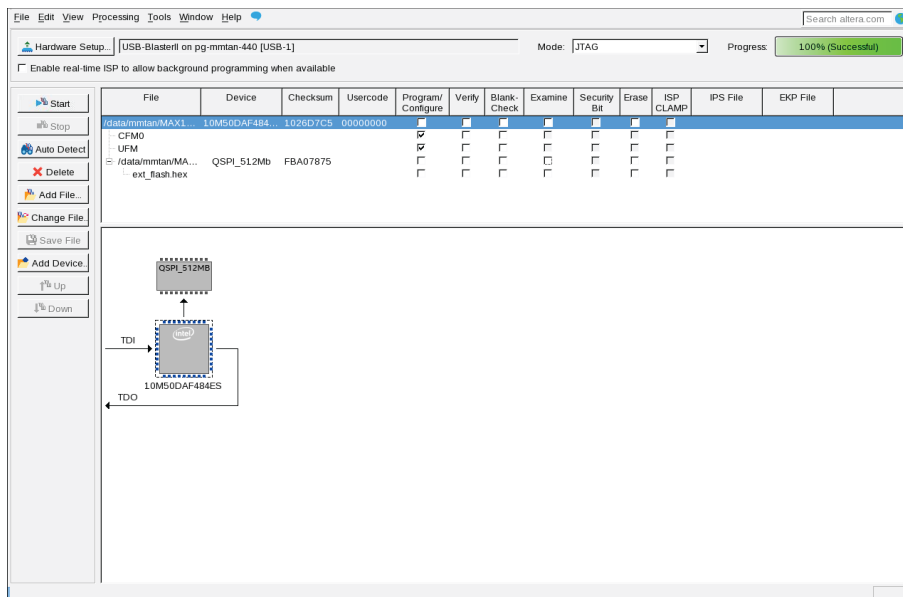 File Edit View Processing Tools Window Help
Search altera.com
Hardware Setup... USB-BlasterII on pg-mmtan-440 [USB-1] Mode: JTAG Progress: 100% (Successful)
Enable real-time ISP to allow background programming when available
Start
Stop
Auto Detect
Delete
Add File...
Change File..
Save File
Add Device..
Up
Down
File Device Checksum Usercode Program/ Configure Verify Blank- Check Examine Security Bit Erase ISP CLAMP IPS File EKP File
/data/mmtan/MAX1... 10M50DAF484... 1026D7C5 00000000
CFM0
UFM
/data/mmtan/MA... QSPI_512Mb FBA07875
ext_flash.hex
QSPI_512MB
intel
TDI
10M50DAF484ES
TDO